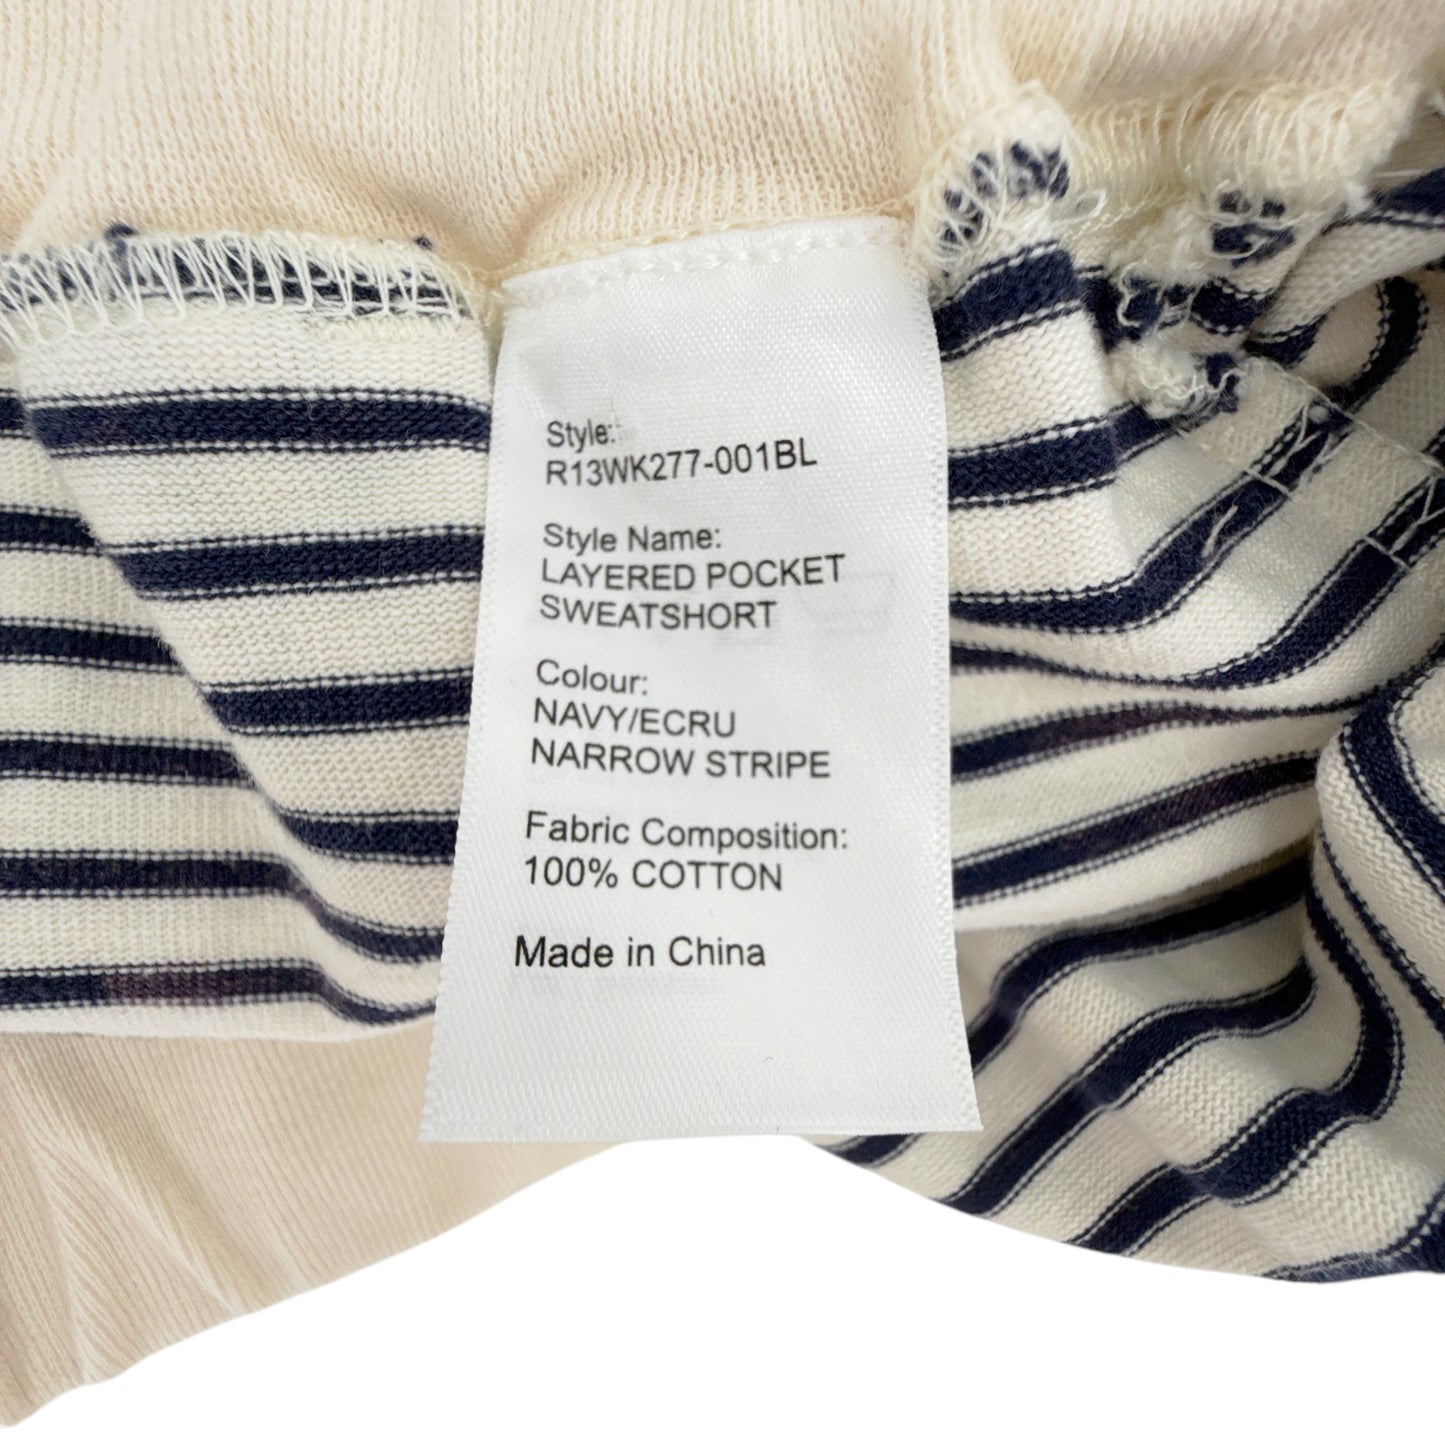 Style:
R13WK277-001BL
Style Name:
LAYERED POCKET
SWEATSHORT
Colour:
NAVY/ECRU
NARROW STRIPE
Fabric Composition:
100% COTTON
Made in China